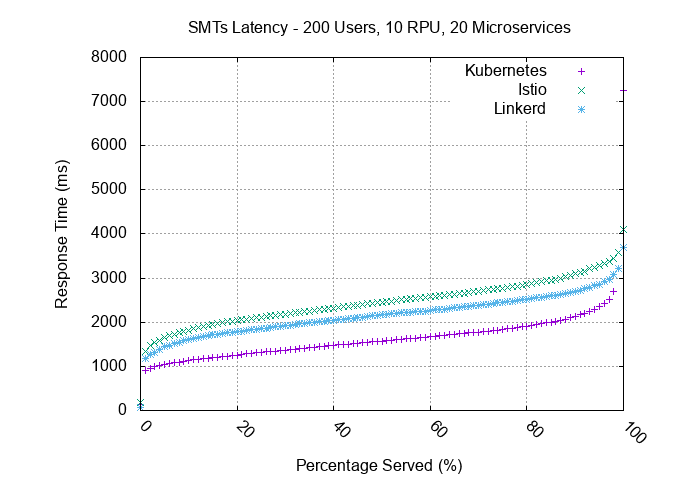 SMTs Latency - 200 Users, 10 RPU, 20 Microservices
8000
7000
6000
5000
4000
3000
2000
1000
0
Response Time (ms)
Kubernetes
Istio
Linkerd
0
20
40
60
80
100
Percentage Served (%)